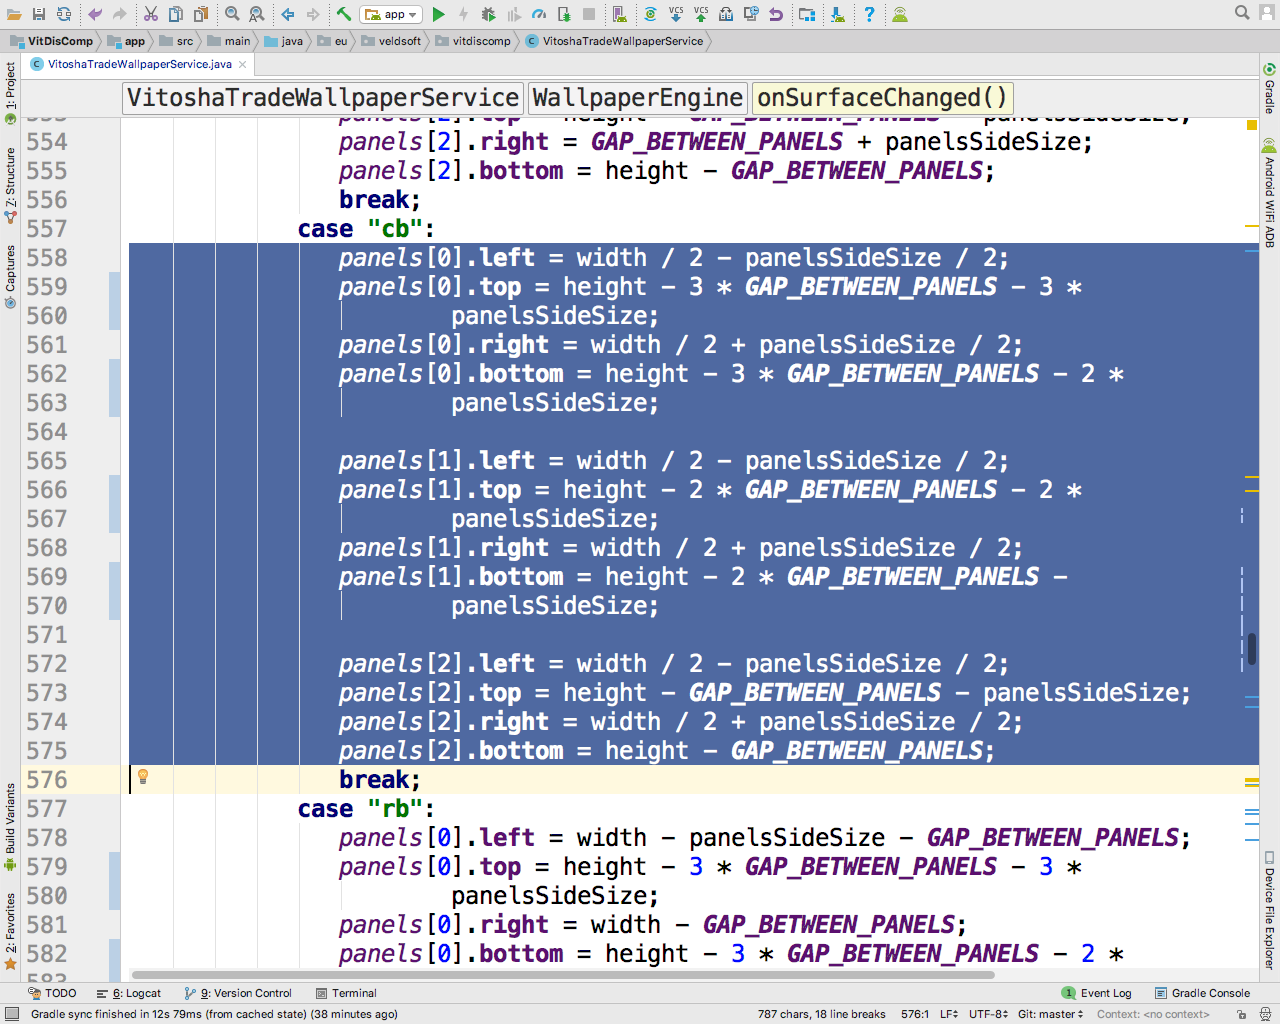 app
VitDisComp
app
src
main
java
eu
veldsoft
vitdiscomp
VitoshaTradeWallpaperService
VitoshaTradeWallpaperService.java
VitoshaTradeWallpaperService
WallpaperEngine
onSurfaceChanged()
554 panels[2].right = GAP_BETWEEN_PANELS + panelsSideSize;
555 panels[2].bottom = height - GAP_BETWEEN_PANELS;
556 break;
557 case "cb":
558 panels[0].left = width / 2 - panelsSideSize / 2;
559 panels[0].top = height - 3 * GAP_BETWEEN_PANELS - 3 *
560 panelsSideSize;
561 panels[0].right = width / 2 + panelsSideSize / 2;
562 panels[0].bottom = height - 3 * GAP_BETWEEN_PANELS - 2 *
563 panelsSideSize;
564
565 panels[1].left = width / 2 - panelsSideSize / 2;
566 panels[1].top = height - 2 * GAP_BETWEEN_PANELS - 2 *
567 panelsSideSize;
568 panels[1].right = width / 2 + panelsSideSize / 2;
569 panels[1].bottom = height - 2 * GAP_BETWEEN_PANELS -
570 panelsSideSize;
571
572 panels[2].left = width / 2 - panelsSideSize / 2;
573 panels[2].top = height - GAP_BETWEEN_PANELS - panelsSideSize;
574 panels[2].right = width / 2 + panelsSideSize / 2;
575 panels[2].bottom = height - GAP_BETWEEN_PANELS;
576 break;
577 case "rb":
578 panels[0].left = width - panelsSideSize - GAP_BETWEEN_PANELS;
579 panels[0].top = height - 3 * GAP_BETWEEN_PANELS - 3 *
580 panelsSideSize;
581 panels[0].right = width - GAP_BETWEEN_PANELS;
582 panels[0].bottom = height - 3 * GAP_BETWEEN_PANELS - 2 *
1: Project
Z: Structure
Captures
Build Variants
2: Favorites
Gradle
Android WiFi ADB
Device File Explorer
TODO
6: Logcat
9: Version Control
Terminal
1 Event Log
Gradle Console
Gradle sync finished in 12s 79ms (from cached state) (38 minutes ago)
787 chars, 18 line breaks
576:1
LF
UTF-8
Git: master
Context: <no context>